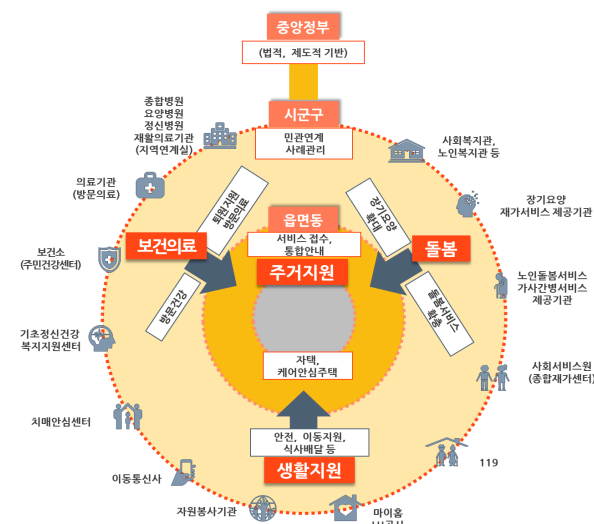 중앙정부
(법적, 제도적 기반)
시군구
민관연계
사례관리
종합병원
요양병원
정신병원
재활의료기관
(지역연계실)
사회복지관,
노인복지관 등
의료기관
(방문의료)
장기요양
재가서비스 제공기관
퇴원지원
방문의료
장기요양
확대
읍면동
서비스 접수,
통합안내
보건의료
돌봄
주거지원
보건소
(주민건강센터)
노인돌봄서비스
가사간병서비스
제공기관
방문건강
돌봄서비스
확충
기초정신건강
복지지원센터
자택,
케어안심주택
사회서비스원
(종합재가센터)
치매안심센터
안전, 이동지원,
식사배달 등
생활지원
119
이동통신사
자원봉사기관
마이홈